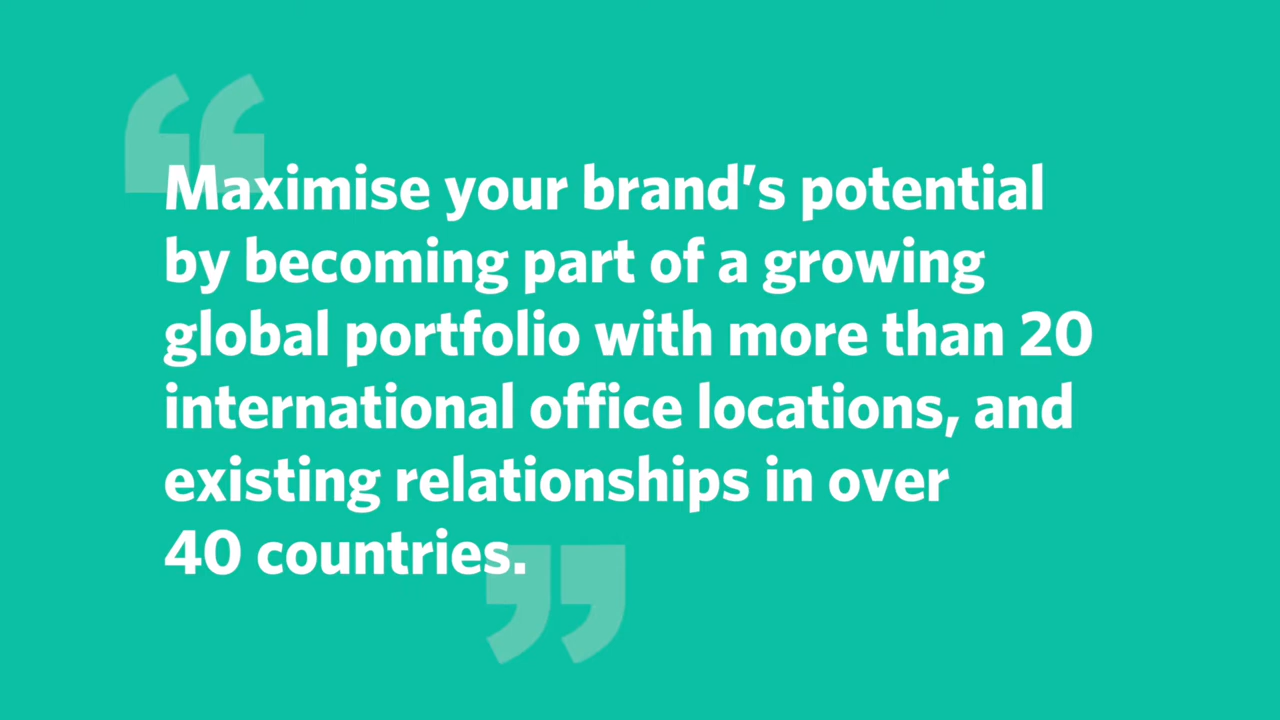 “
Maximise your brand’s potential
by becoming part of a growing
global portfolio with more than 20
international office locations, and
existing relationships in over
40 countries.
”